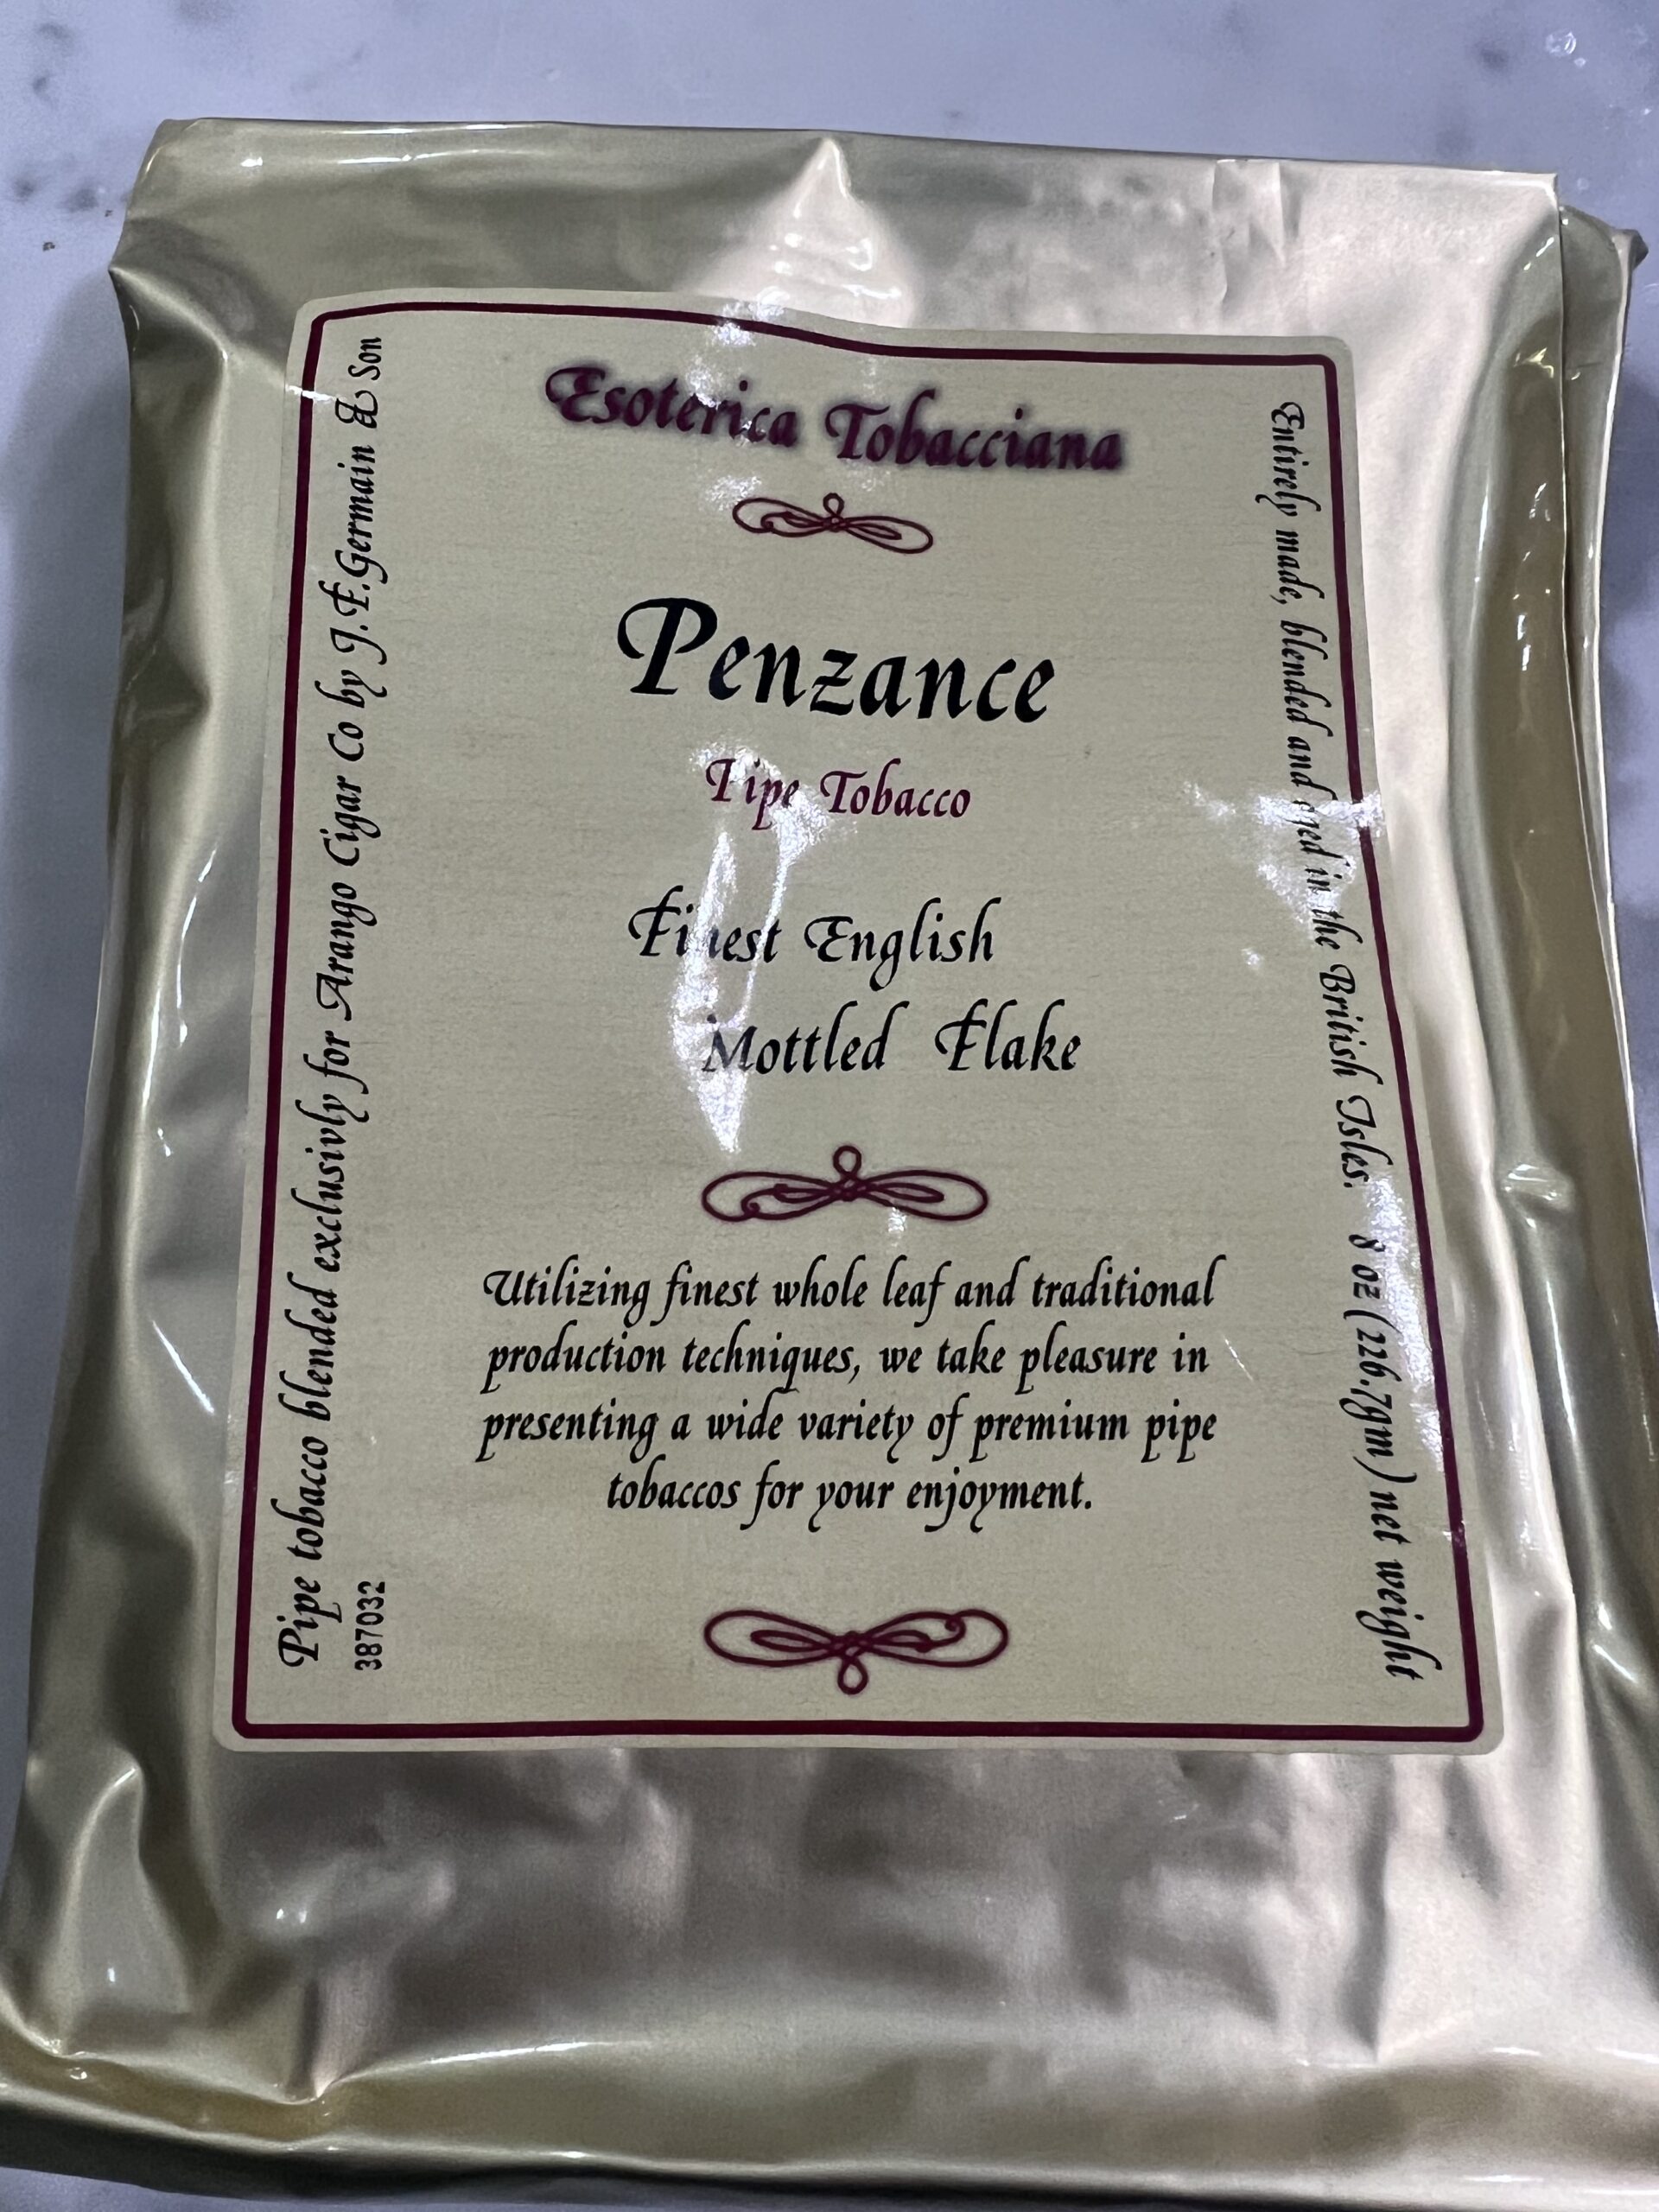 Esoterica Tobacciana
Penzance
Pipe Tobacco
Finest English
Mottled Flake
Utilizing finest whole leaf and traditional
production techniques, we take pleasure in
presenting a wide variety of premium pipe
tobaccos for your enjoyment.
Pipe tobacco blended exclusivly for Arango Cigar Co by J.F.Germain & Son
387032
Entirely made, blended and aged in the British Isles. 8 oz (226.7gm) net weight